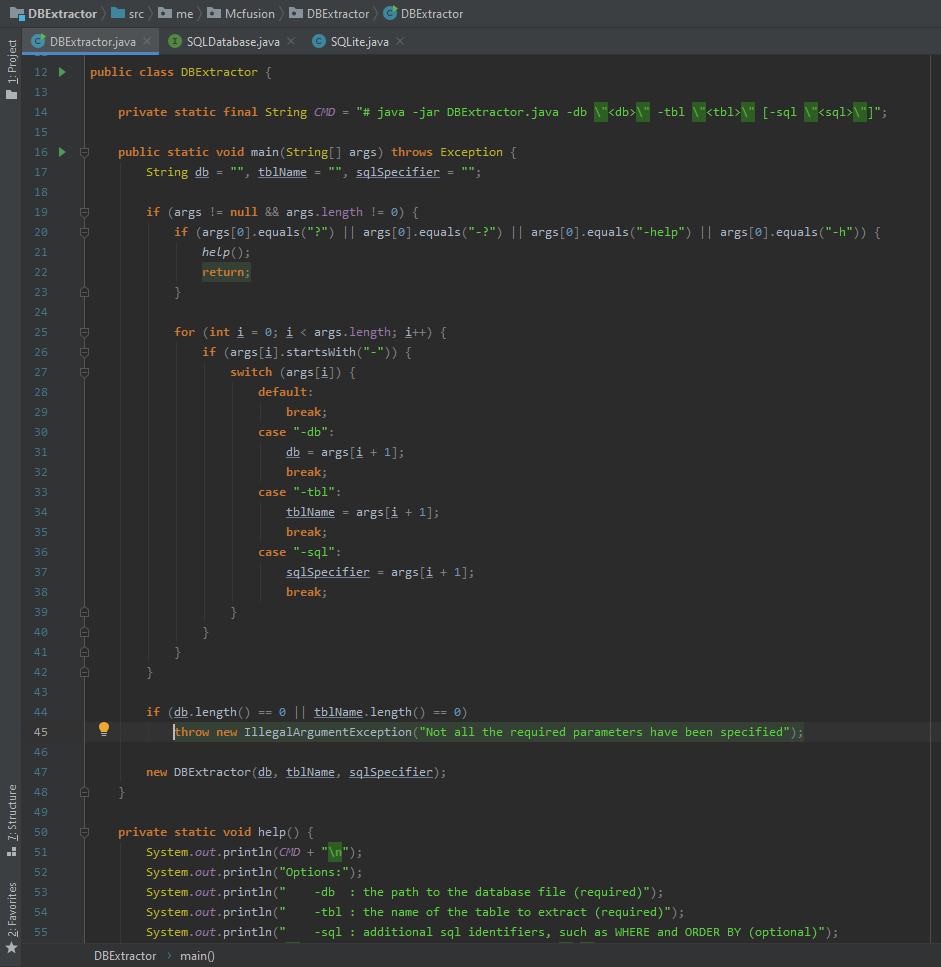 DBExtractor src me Mcfusion DBExtractor DBExtractor
DBExtractor.java SQLDatabase.java SQLite.java
1: Project
7: Structure
2: Favorites
12 public class DBExtractor {
13
14 private static final String CMD = "# java -jar DBExtractor.java -db \"<db>\" -tbl \"<tbl>\" [-sql \"<sql>\"]";
15
16 public static void main(String[] args) throws Exception {
17 String db = "", tblName = "", sqlSpecifier = "";
18
19 if (args != null && args.length != 0) {
20 if (args[0].equals("?") || args[0].equals("-?") || args[0].equals("-help") || args[0].equals("-h")) {
21 help();
22 return;
23 }
24
25 for (int i = 0; i < args.length; i++) {
26 if (args[i].startsWith("-")) {
27 switch (args[i]) {
28 default:
29 break;
30 case "-db":
31 db = args[i + 1];
32 break;
33 case "-tbl":
34 tblName = args[i + 1];
35 break;
36 case "-sql":
37 sqlSpecifier = args[i + 1];
38 break;
39 }
40 }
41 }
42 }
43
44 if (db.length() == 0 || tblName.length() == 0)
45 throw new IllegalArgumentException("Not all the required parameters have been specified");
46
47 new DBExtractor(db, tblName, sqlSpecifier);
48 }
49
50 private static void help() {
51 System.out.println(CMD + "\n");
52 System.out.println("Options:");
53 System.out.println("    -db  : the path to the database file (required)");
54 System.out.println("    -tbl : the name of the table to extract (required)");
55 System.out.println("    -sql : additional sql identifiers, such as WHERE and ORDER BY (optional)");
DBExtractor main()